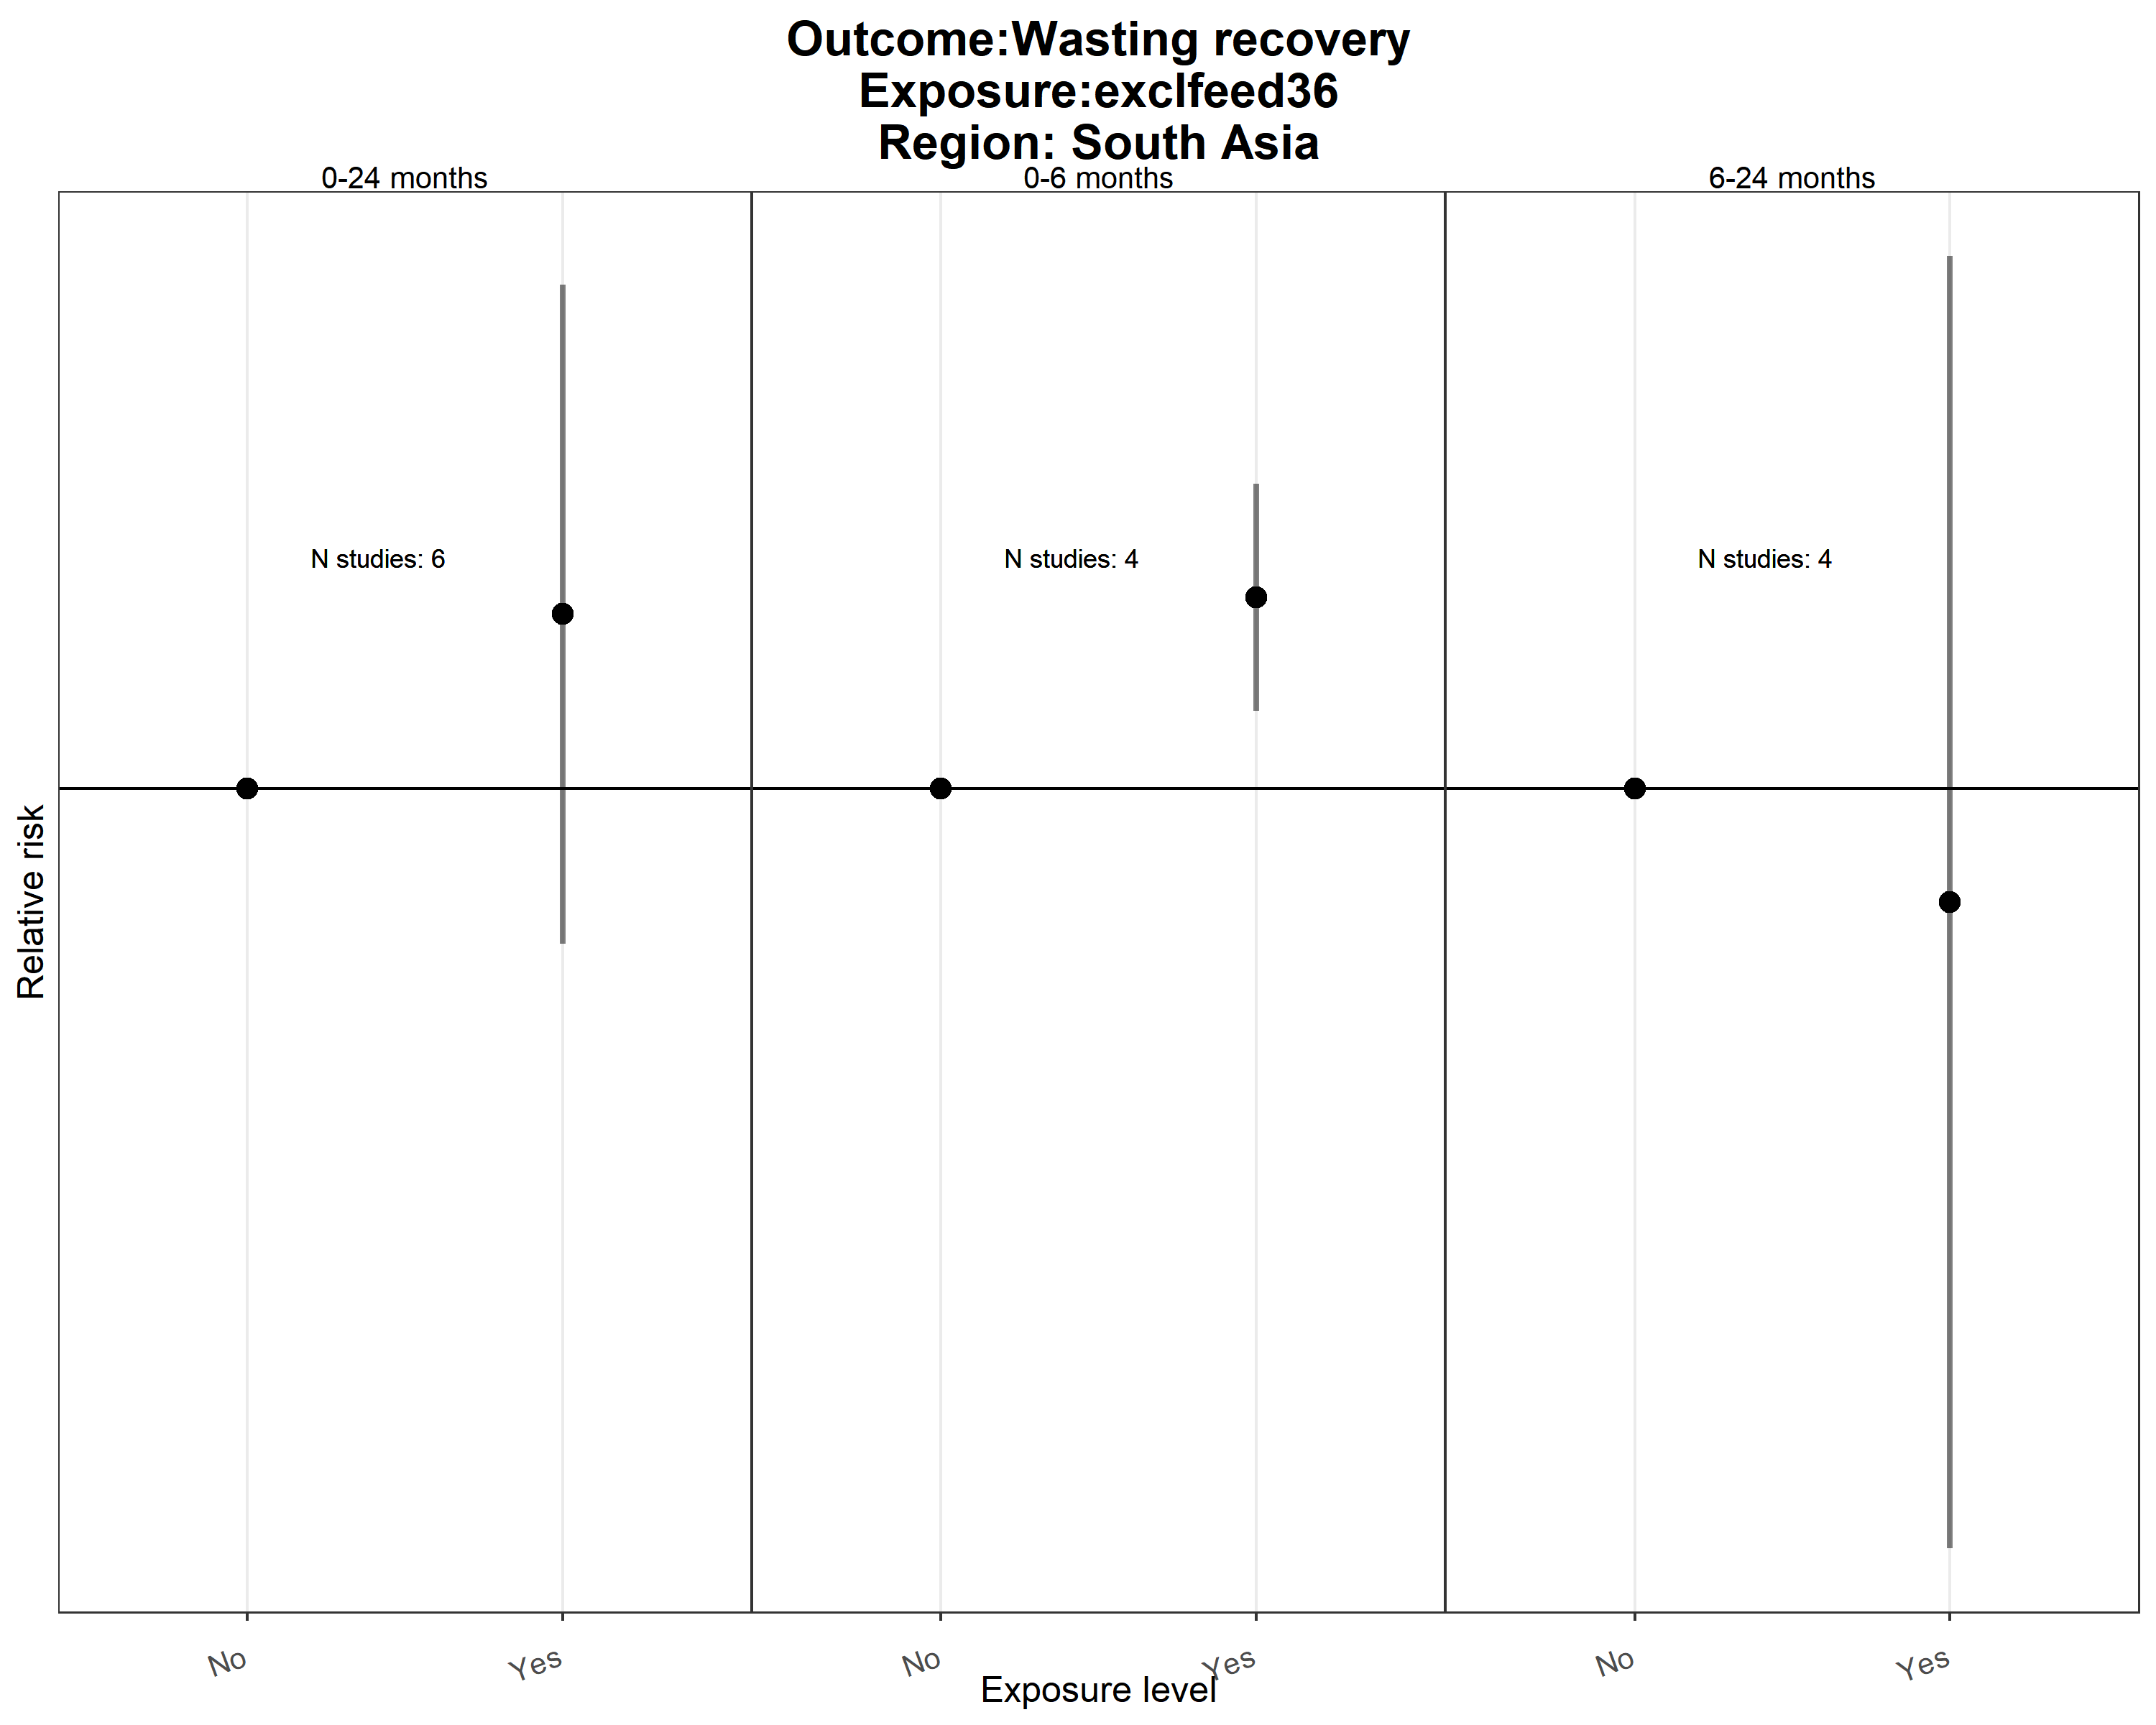 Outcome:Wasting recovery
Exposure:exclfeed36
Region: South Asia
0-24 months
0-6 months
6-24 months
N studies: 6
N studies: 4
N studies: 4
Relative risk
No
Yes
No
Yes
No
Yes
Exposure level